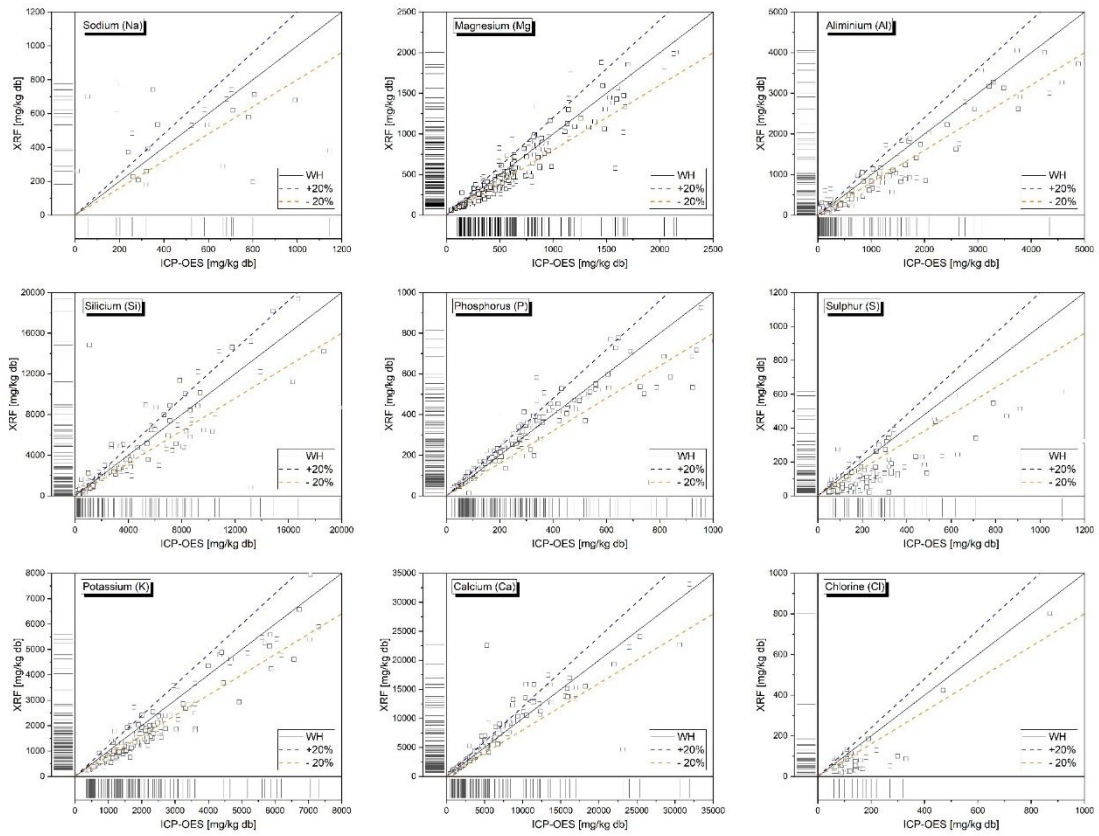 Sodium (Na)
XRF [mg/kg db]
1200
1000
800
600
400
200
0
WH
+20%
- 20%
0 200 400 600 800 1000 1200
ICP-OES [mg/kg db]
Magnesium (Mg
XRF [mg/kg db]
2500
2000
1500
1000
500
0
WH
+20%
- 20%
0 500 1000 1500 2000 2500
ICP-OES [mg/kg db]
Aliminium (Al)
XRF [mg/kg db]
5000
4000
3000
2000
1000
0
WH
+20%
- 20%
0 1000 2000 3000 4000 5000
ICP-OES [mg/kg db]
Silicium (Si)
XRF [mg/kg db]
20000
16000
12000
8000
4000
0
WH
+20%
- 20%
0 4000 8000 12000 16000 20000
ICP-OES [mg/kg db]
Phosphorus (P)
XRF [mg/kg db]
1000
800
600
400
200
0
WH
+20%
- 20%
0 200 400 600 800 1000
ICP-OES [mg/kg db]
Sulphur (S)
XRF [mg/kg db]
1200
1000
800
600
400
200
0
WH
+20%
- 20%
0 200 400 600 800 1000 1200
ICP-OES [mg/kg db]
Potassium (K)
XRF [mg/kg db]
8000
7000
6000
5000
4000
3000
2000
1000
0
WH
+20%
- 20%
0 1000 2000 3000 4000 5000 6000 7000 8000
ICP-OES [mg/kg db]
Calcium (Ca)
XRF [mg/kg db]
35000
30000
25000
20000
15000
10000
5000
0
WH
+20%
- 20%
0 5000 10000 15000 20000 25000 30000 35000
ICP-OES [mg/kg db]
Chlorine (Cl)
XRF [mg/kg db]
1000
800
600
400
200
0
WH
+20%
- 20%
0 200 400 600 800 1000
ICP-OES [mg/kg db]